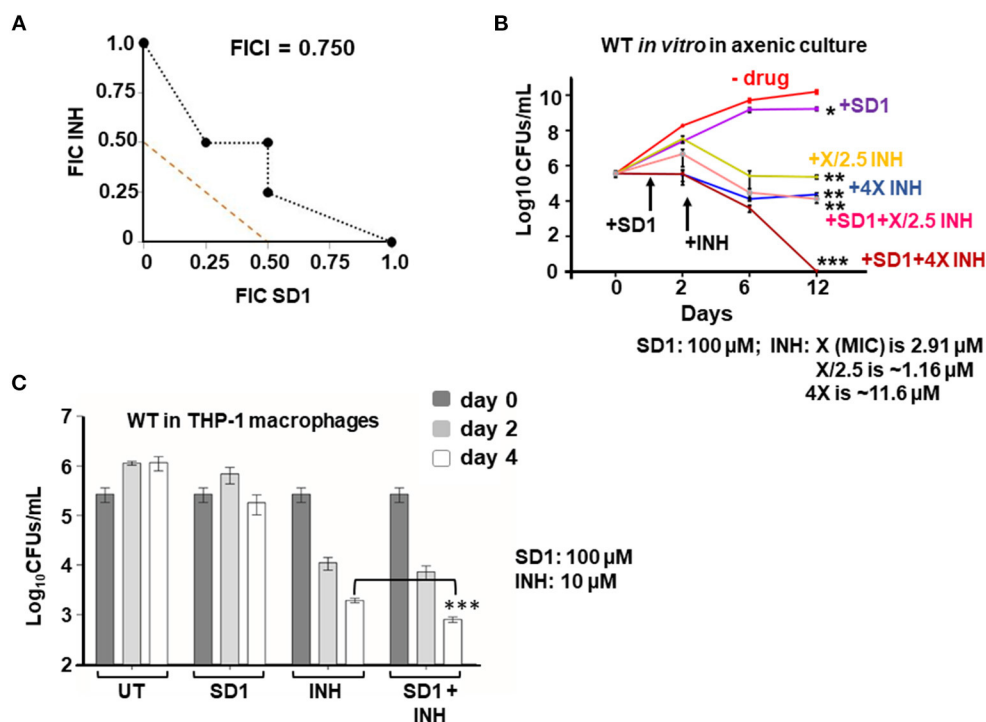 A
FICI = 0.750
FIC INH
1.0
0.75
0.50
0.25
0
0 0.25 0.50 0.75 1.0
FIC SD1
B
WT in vitro in axenic culture
Log10 CFUs/mL
10
8
6
4
2
0
- drug
* +SD1
+X/2.5 INH
**
** +4X INH
**
+SD1+X/2.5 INH
*** +SD1+4X INH
+SD1
+INH
0 2 6 12
Days
SD1: 100 µM; INH: X (MIC) is 2.91 µM
X/2.5 is ~1.16 µM
4X is ~11.6 µM
C
WT in THP-1 macrophages
day 0
day 2
day 4
Log10CFUs/mL
7
6
5
4
3
2
***
UT SD1 INH SD1 +
INH
SD1: 100 µM
INH: 10 µM